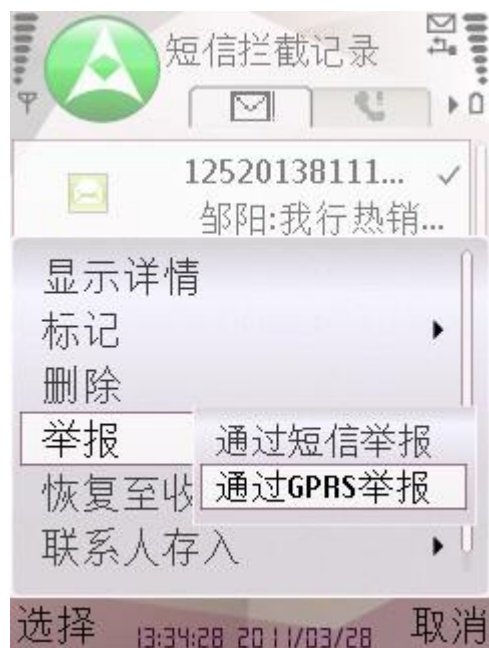 短信拦截记录
12520138111...
邹阳:我行热销...
显示详情
标记
删除
举报
通过短信举报
通过GPRS举报
恢复至收
联系人存入
选择 13:34:28 2011/03/28 取消